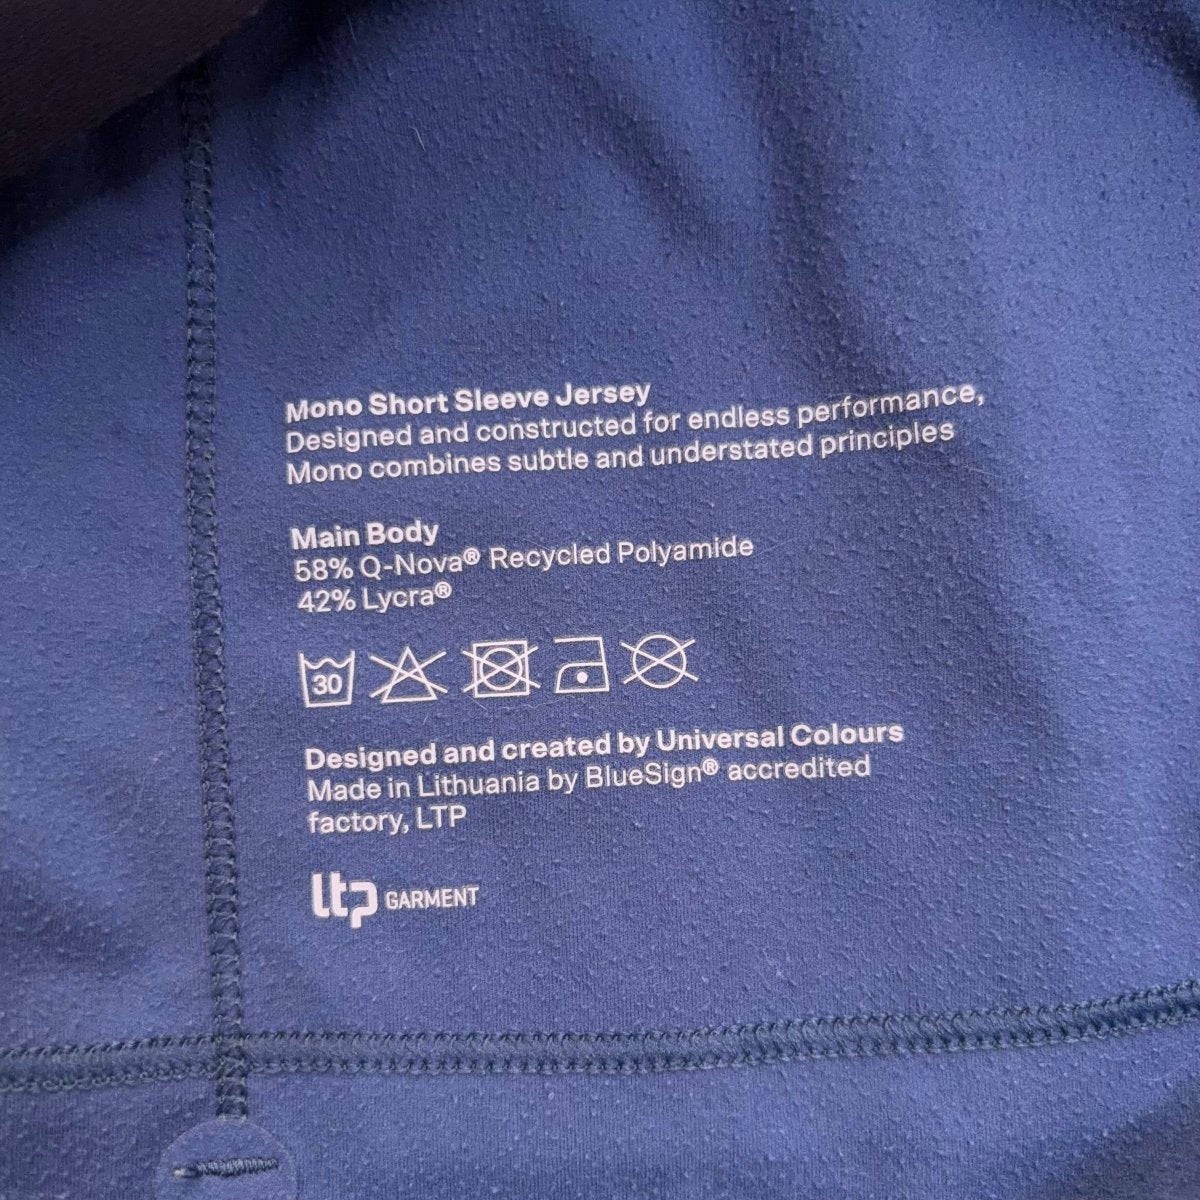 Mono Short Sleeve Jersey
Designed and constructed for endless performance,
Mono combines subtle and understated principles
Main Body
58% Q-Nova® Recycled Polyamide
42% Lycra®
30
Designed and created by Universal Colours
Made in Lithuania by BlueSign® accredited
factory, LTP
ltp GARMENT